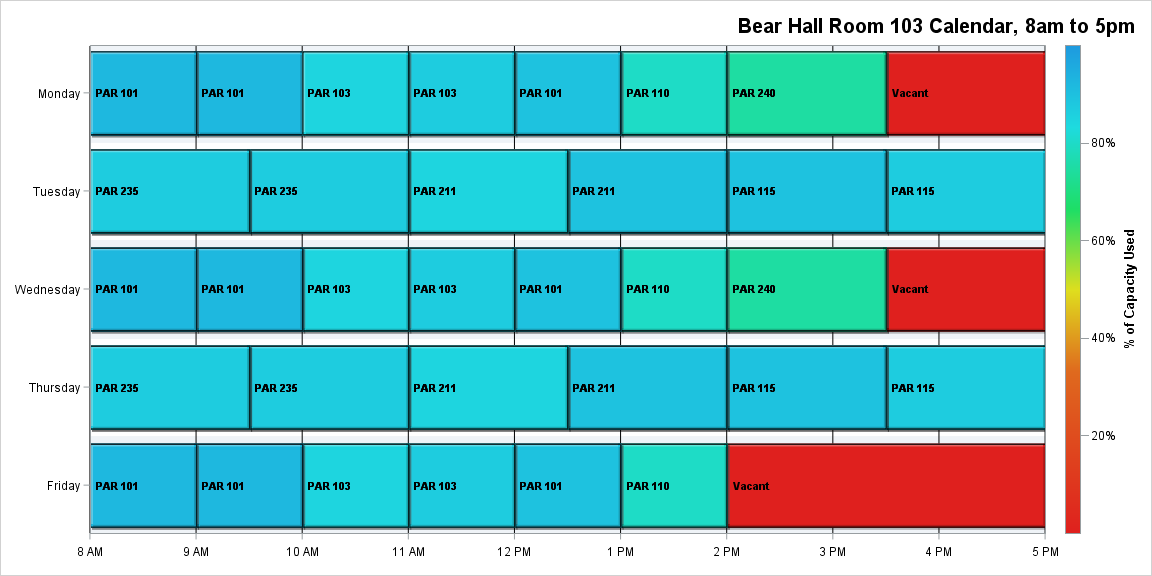 Bear Hall Room 103 Calendar, 8am to 5pm
Monday
PAR 101
PAR 101
PAR 103
PAR 103
PAR 101
PAR 110
PAR 240
Vacant
Tuesday
PAR 235
PAR 235
PAR 211
PAR 211
PAR 115
PAR 115
Wednesday
PAR 101
PAR 101
PAR 103
PAR 103
PAR 101
PAR 110
PAR 240
Vacant
Thursday
PAR 235
PAR 235
PAR 211
PAR 211
PAR 115
PAR 115
Friday
PAR 101
PAR 101
PAR 103
PAR 103
PAR 101
PAR 110
Vacant
8 AM
9 AM
10 AM
11 AM
12 PM
1 PM
2 PM
3 PM
4 PM
5 PM
80%
60%
40%
20%
% of Capacity Used